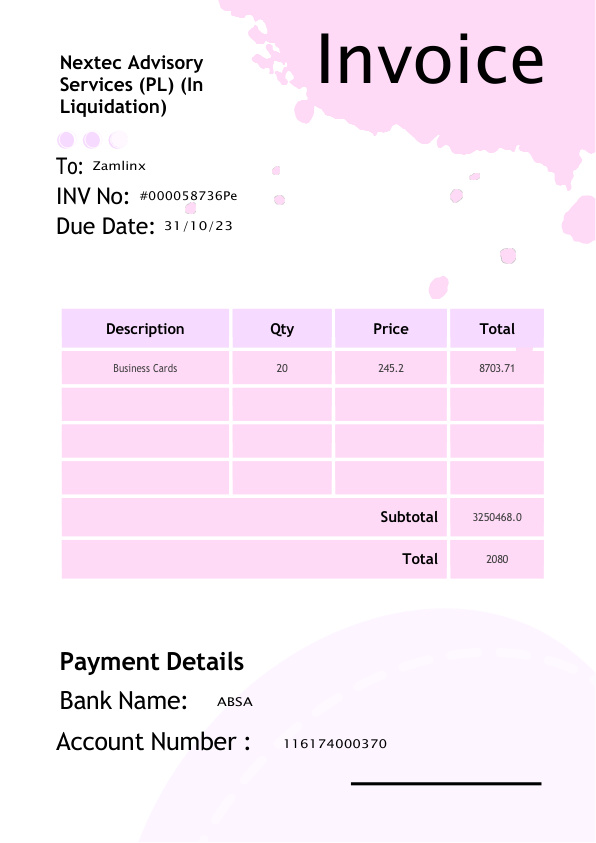 Invoice
Nextec Advisory
Services (PL) (In
Liquidation)
To: Zamlinx
INV No: #000058736Pe
Due Date: 31/10/23
Description Qty Price Total
Business Cards 20 245.2 8703.71
Subtotal 3250468.0
Total 2080
Payment Details
Bank Name: ABSA
Account Number : 116174000370